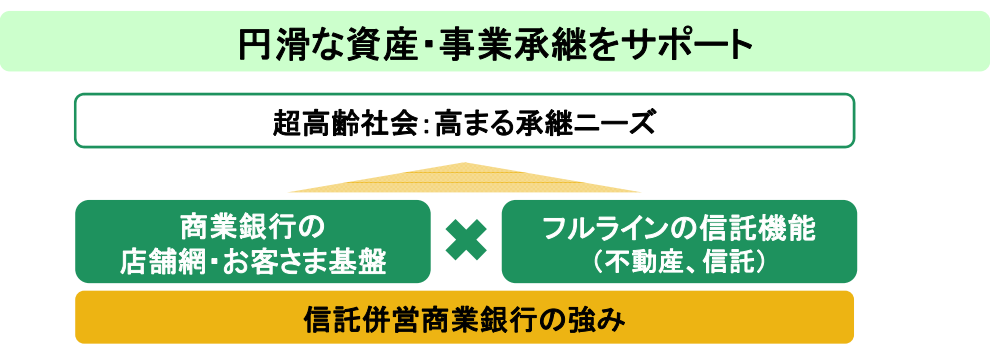 円滑な資産・事業承継をサポート
超高齢社会：高まる承継ニーズ
商業銀行の
店舗網・お客さま基盤
フルラインの信託機能
（不動産、信託）
信託併営商業銀行の強み